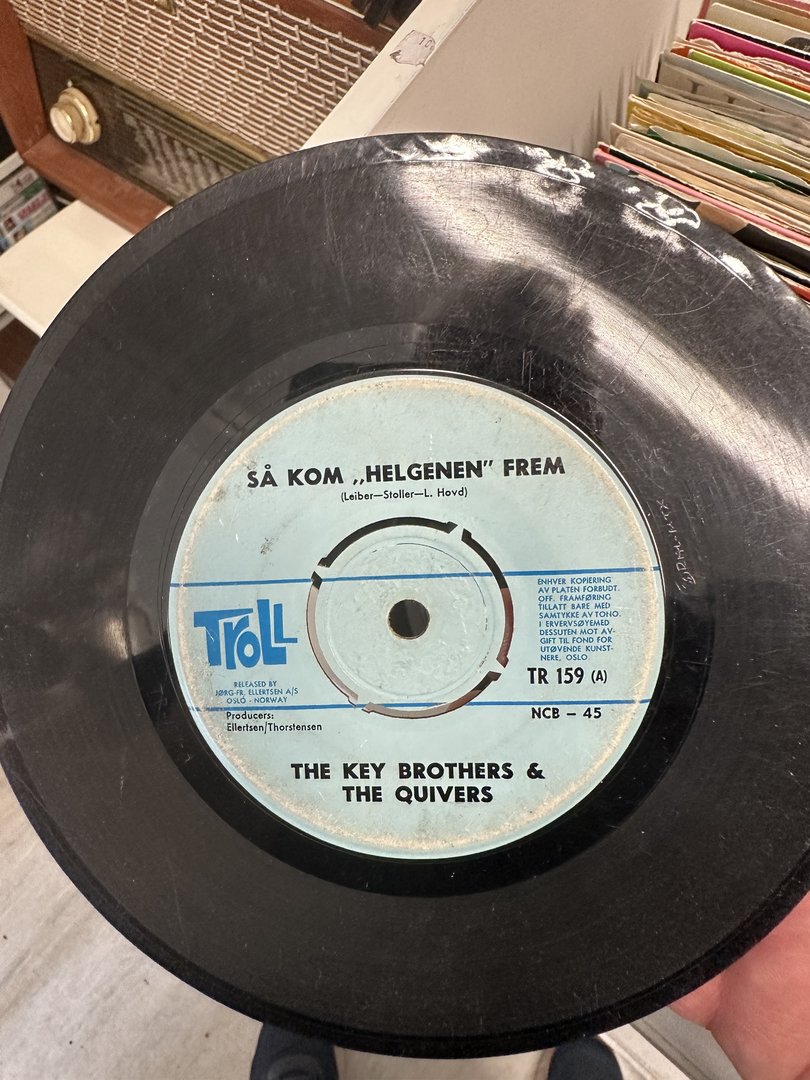 SÅ KOM ,,HELGENEN" FREM
(Leiber—Stoller—L. Hovd)
TROLL
RELEASED BY
JØRG-FR. ELLERTSEN A/S
OSLO - NORWAY
Producers:
Ellertsen/Thorstensen
ENHVER KOPIERING
AV PLATEN FORBUDT.
OFF. FRAMFØRING
TILLATT BARE MED
SAMTYKKE AV TONO.
I ERVERVSØYEMED
DESSUTEN MOT AV-
GIFT TIL FOND FOR
UTØVENDE KUNST-
NERE, OSLO.
TR 159 (A)
NCB - 45
THE KEY BROTHERS &
THE QUIVERS